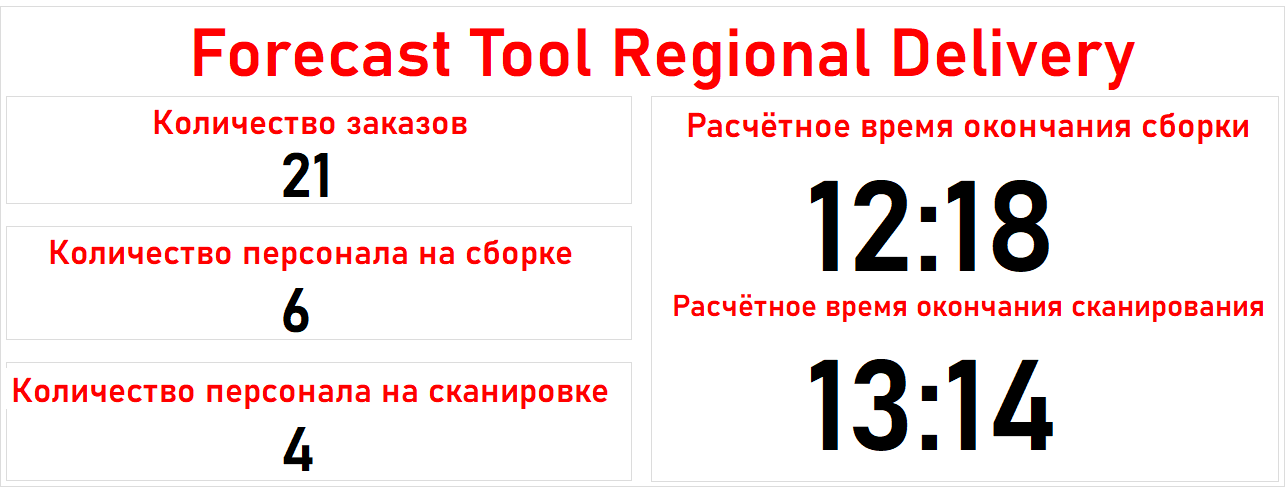 Forecast Tool Regional Delivery
Количество заказов
21
Количество персонала на сборке
6
Количество персонала на сканировке
4
Расчётное время окончания сборки
12:18
Расчётное время окончания сканирования
13:14